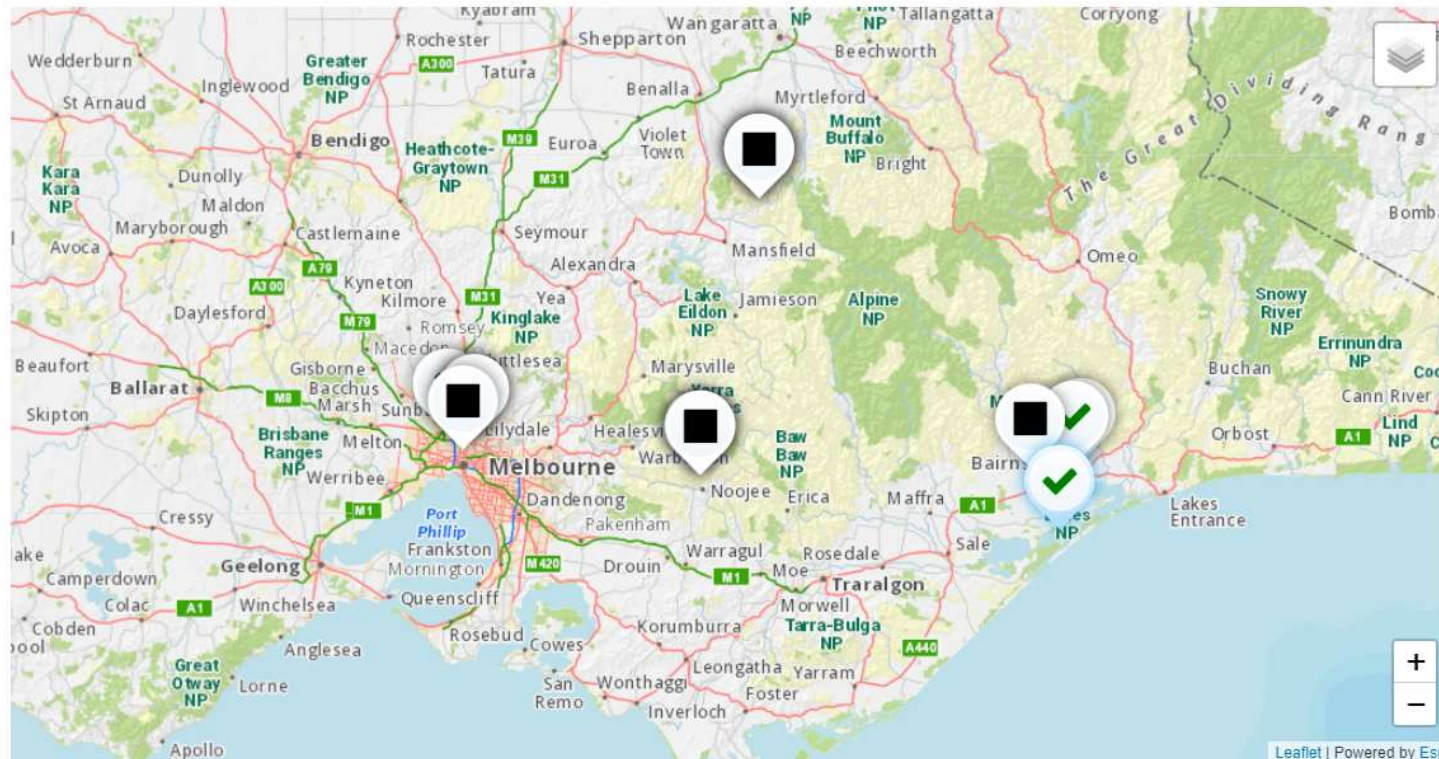 Kyabram
Wangaratta
NP
NP
Tallangatta
Corryong
Rochester
Shepparton
Beechworth
Wedderburn
Greater
Bendigo
NP
A300
Tatura
Inglewood
Benalla
Myrtleford
St Arnaud
Bendigo
M39
Euroa
Violet
Town
Mount
Buffalo
NP
Bright
The Great Dividing Rang
Kara
Kara
NP
Dunolly
Heathcote-
Graytown
NP
M31
Maldon
Maryborough
Castlemaine
Seymour
Bomb
Avoca
Mansfield
Omeo
A79
Alexandra
A300
Kyneton
Kilmore
M31
Yea
Lake
Eildon
NP
Jamieson
Alpine
NP
Snowy
River
NP
Daylesford
M79
Romsey
Kinglake
NP
Errinundra
NP
Beaufort
Macedon
Gisborne
Marysville
Buchan
Ballarat
M8
Bacchus
Marsh
Cann River
Skipton
Melton
Lilydale
Orbost
A1
Lind
NP
Brisbane
Ranges
NP
Werribee
Melbourne
Baw
Baw
NP
Noojee
Erica
Maffra
A1
Lakes
Entrance
NP
Cressy
M1
Port
Phillip
Dandenong
Pakenham
Sale
Frankston
Mornington
M420
Drouin
Warragul
M1
Moe
Rosedale
Traralgon
Geelong
Camperdown
Colac
A1
Winchelsea
Queenscliff
Morwell
Tarra-Bulga
NP
A440
Cobden
Anglesea
Rosebud
Cowes
Korumburra
Leongatha
Yarram
Great
Otway
NP
Lorne
San
Remo
Wonthaggi
Foster
Inverloch
Apollo
+
−
Leaflet | Powered by Es